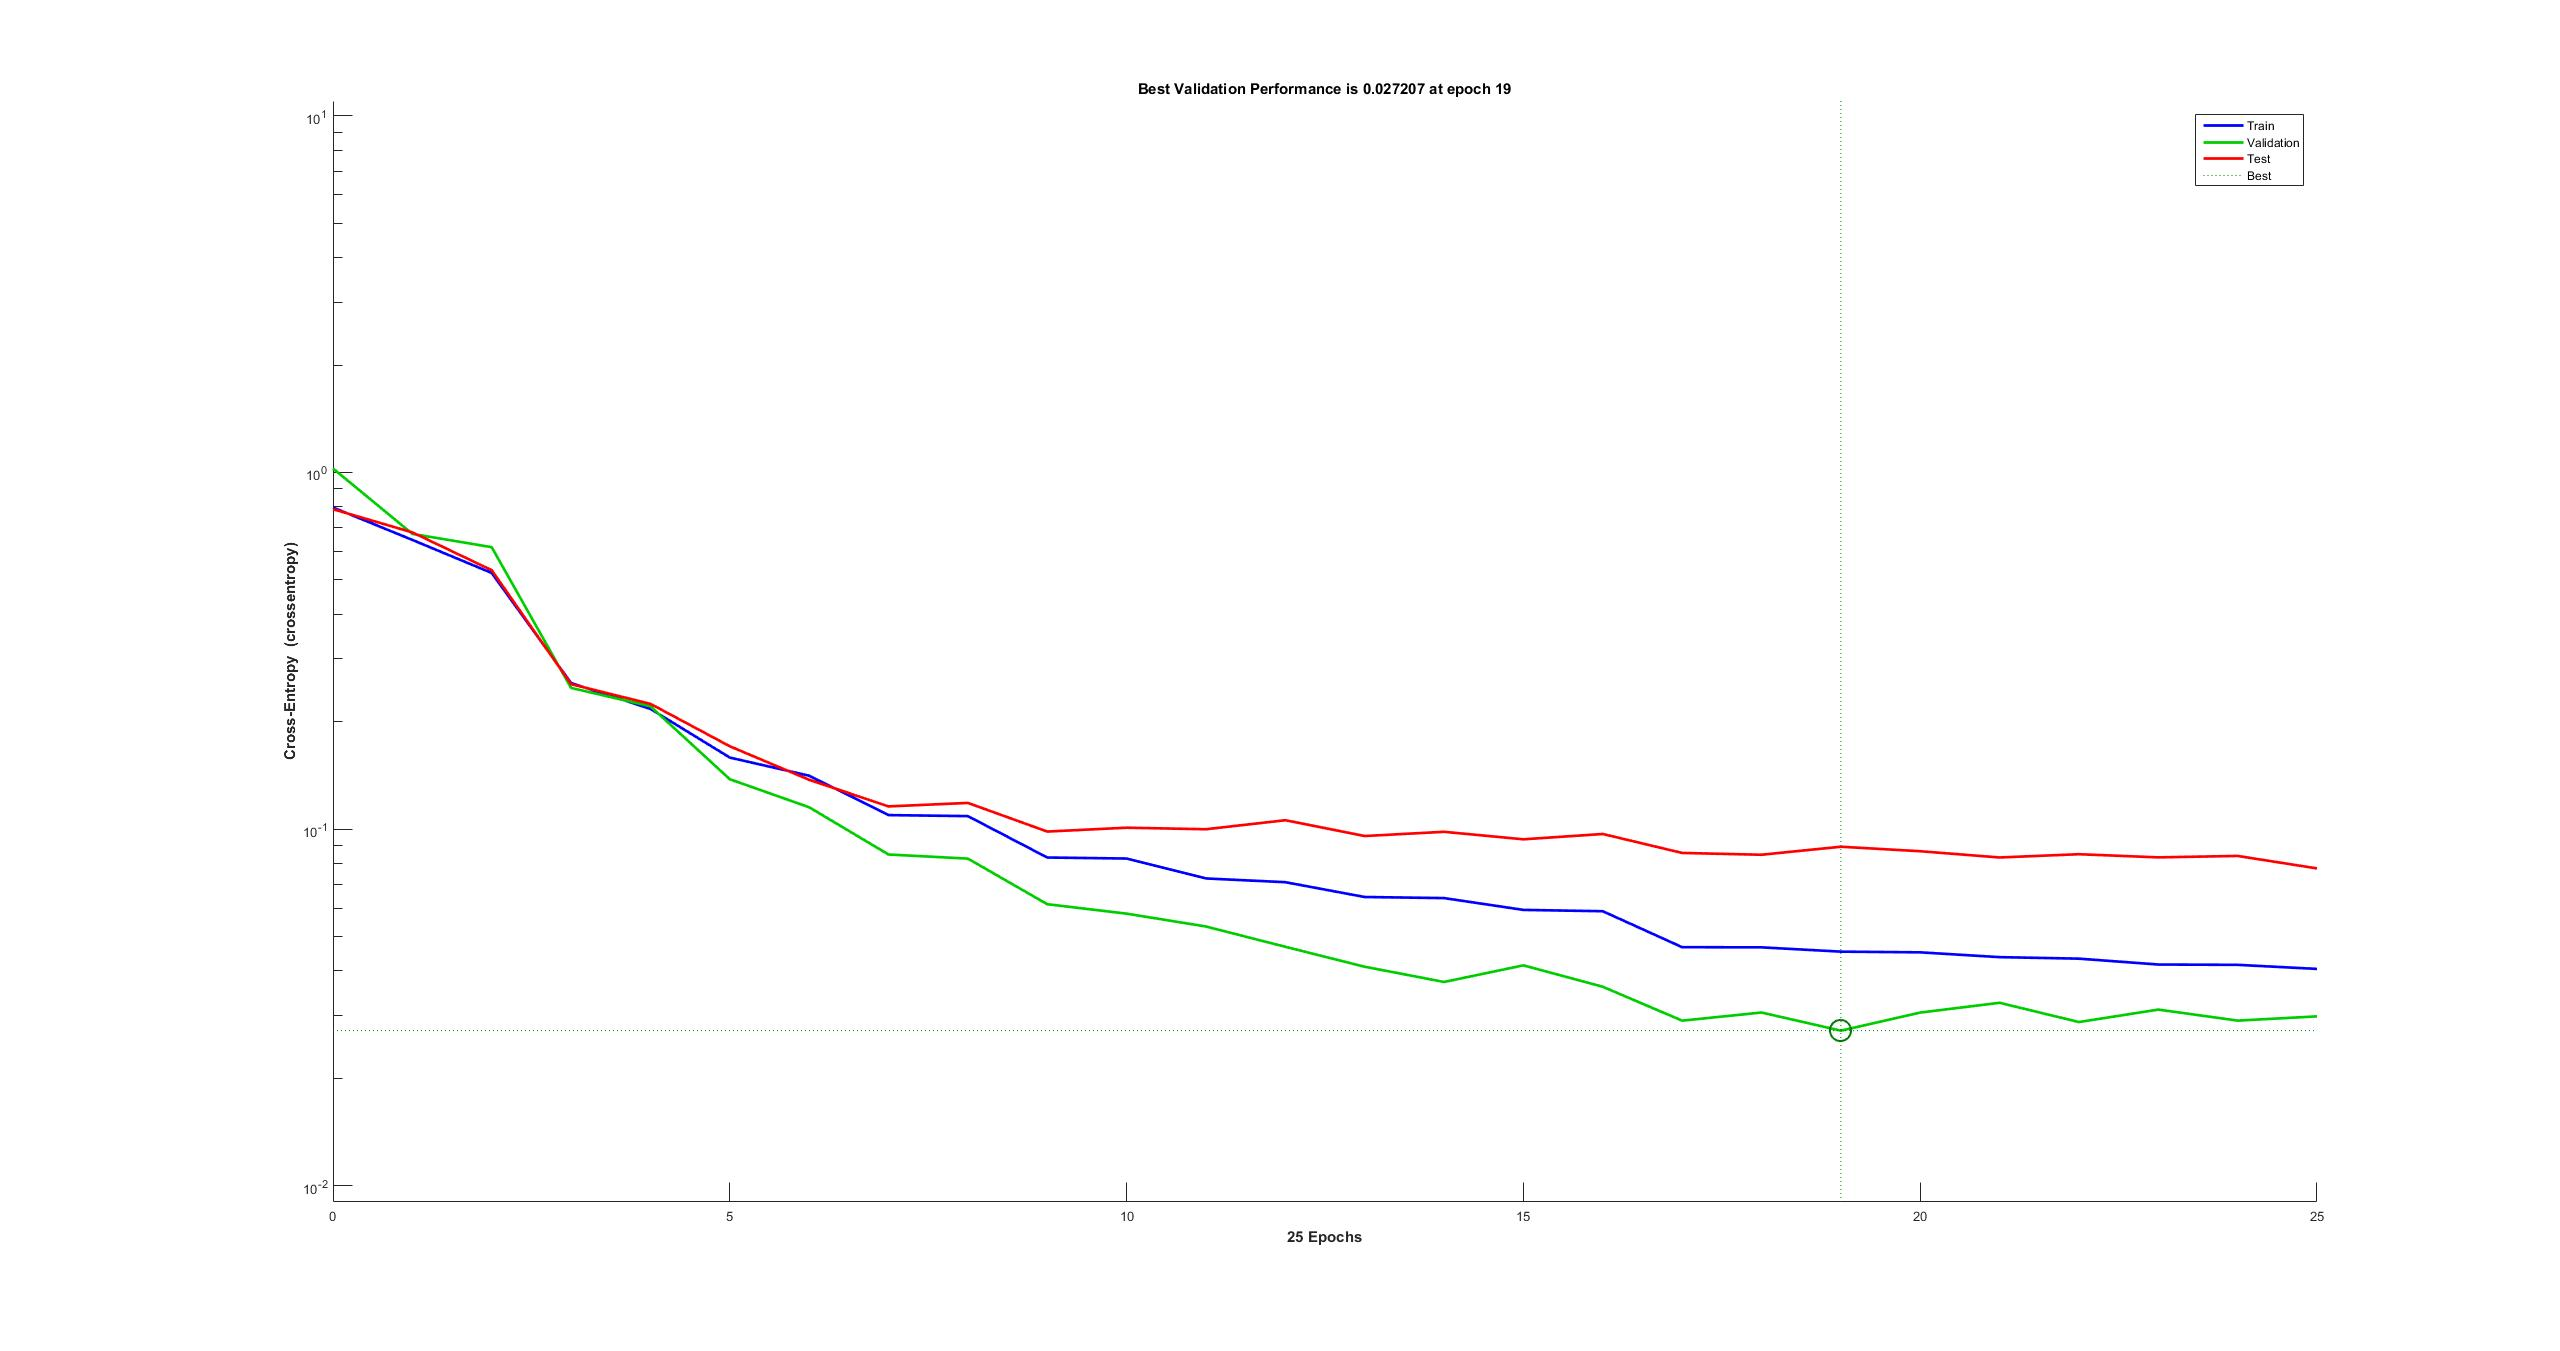 Best Validation Performance is 0.027207 at epoch 19
10^1
10^0
10^-1
10^-2
Cross-Entropy (crossentropy)
Train
Validation
Test
Best
0 5 10 15 20 25
25 Epochs